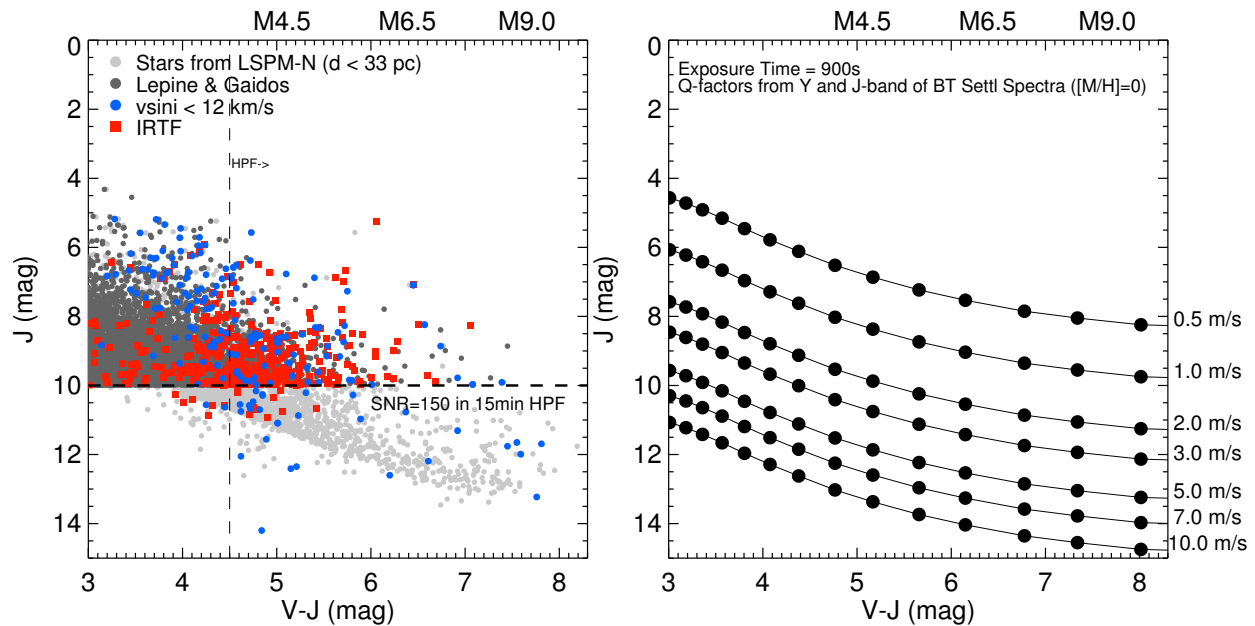 M4.5 M6.5 M9.0
0
2
4
6
8
10
12
14
J (mag)
Stars from LSPM-N (d < 33 pc)
Lepine & Gaidos
vsini < 12 km/s
IRTF
HPF->
SNR=150 in 15min HPF
3 4 5 6 7 8
V-J (mag)
M4.5 M6.5 M9.0
0
2
4
6
8
10
12
14
J (mag)
Exposure Time = 900s
Q-factors from Y and J-band of BT Settl Spectra ([M/H]=0)
0.5 m/s
1.0 m/s
2.0 m/s
3.0 m/s
5.0 m/s
7.0 m/s
10.0 m/s
3 4 5 6 7 8
V-J (mag)